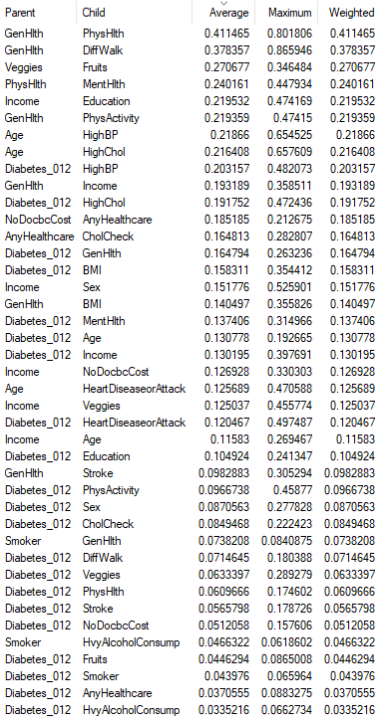 Parent Child Average Maximum Weighted
GenHlth PhysHlth 0.411465 0.801806 0.411465
GenHlth DiffWalk 0.378357 0.865946 0.378357
Veggies Fruits 0.270677 0.346484 0.270677
PhysHlth MentHlth 0.240161 0.447934 0.240161
Income Education 0.219532 0.474169 0.219532
GenHlth PhysActivity 0.219359 0.47415 0.219359
Age HighBP 0.21866 0.654525 0.21866
Age HighChol 0.216408 0.657609 0.216408
Diabetes_012 HighBP 0.203157 0.482073 0.203157
GenHlth Income 0.193189 0.358511 0.193189
Diabetes_012 HighChol 0.191752 0.472436 0.191752
NoDocbcCost AnyHealthcare 0.185185 0.212675 0.185185
AnyHealthcare CholCheck 0.164813 0.282807 0.164813
Diabetes_012 GenHlth 0.164794 0.263236 0.164794
Diabetes_012 BMI 0.158311 0.354412 0.158311
Income Sex 0.151776 0.525901 0.151776
GenHlth BMI 0.140497 0.355826 0.140497
Diabetes_012 MentHlth 0.137406 0.314966 0.137406
Diabetes_012 Age 0.130778 0.192665 0.130778
Diabetes_012 Income 0.130195 0.397691 0.130195
Income NoDocbcCost 0.126928 0.330303 0.126928
Age HeartDiseaseorAttack 0.125689 0.470588 0.125689
Income Veggies 0.125037 0.455774 0.125037
Diabetes_012 HeartDiseaseorAttack 0.120467 0.497487 0.120467
Income Age 0.11583 0.269467 0.11583
Diabetes_012 Education 0.104924 0.241347 0.104924
GenHlth Stroke 0.0982883 0.305294 0.0982883
Diabetes_012 PhysActivity 0.0966738 0.45877 0.0966738
Diabetes_012 Sex 0.0870563 0.277828 0.0870563
Diabetes_012 CholCheck 0.0849468 0.222423 0.0849468
Smoker GenHlth 0.0738208 0.0840875 0.0738208
Diabetes_012 DiffWalk 0.0714645 0.180388 0.0714645
Diabetes_012 Veggies 0.0633397 0.289279 0.0633397
Diabetes_012 PhysHlth 0.0609666 0.174602 0.0609666
Diabetes_012 Stroke 0.0565798 0.178726 0.0565798
Diabetes_012 NoDocbcCost 0.0512058 0.157606 0.0512058
Smoker HvyAlcoholConsump 0.0466322 0.0618602 0.0466322
Diabetes_012 Fruits 0.0446294 0.0865008 0.0446294
Diabetes_012 Smoker 0.043976 0.065964 0.043976
Diabetes_012 AnyHealthcare 0.0370555 0.0883275 0.0370555
Diabetes_012 HvyAlcoholConsump 0.0335216 0.0662734 0.0335216